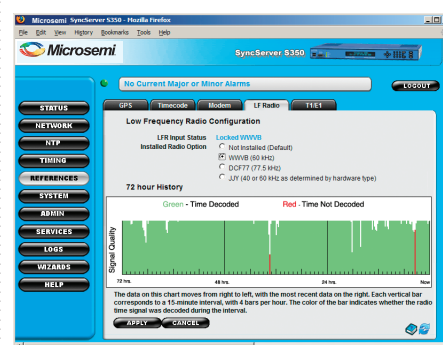 Microsemi SyncServer S350 - Mozilla Firefox
File Edit View History Bookmarks Tools Help
Microsemi
SyncServer S350
No Current Major or Minor Alarms
LOGOUT
STATUS
NETWORK
NTP
TIMING
REFERENCES
SYSTEM
ADMIN
SERVICES
LOGS
WIZARDS
HELP
GPS Timecode Modem LF Radio T1/E1
Low Frequency Radio Configuration
LFR Input Status Locked WWVB
Installed Radio Option Not Installed (Default)
WWVB (60 kHz)
DCF77 (77.5 kHz)
JJY (40 or 60 kHz as determined by hardware type)
72 hour History
Green - Time Decoded Red - Time Not Decoded
Signal Quality
72 hrs. 48 hrs. 24 hrs. Now
The data on this chart moves from right to left, with the most recent data on the right. Each vertical bar
corresponds to a 15-minute interval, with 4 bars per hour. The color of the bar indicates whether the radio
time signal was decoded during the interval.
APPLY CANCEL